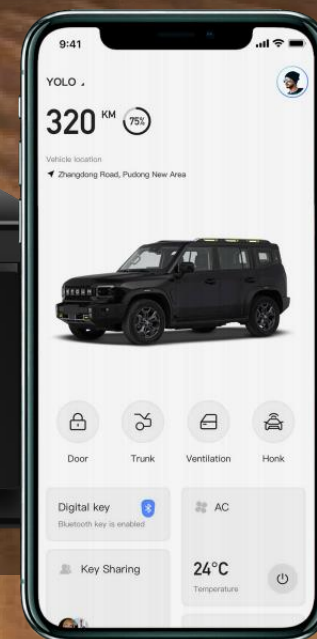 9:41
YOLO
320 KM 75%
Vehicle location
Zhangdong Road, Pudong New Area
Door Trunk Ventilation Honk
Digital key
Bluetooth key is enabled
AC
Key Sharing
24°C
Temperature